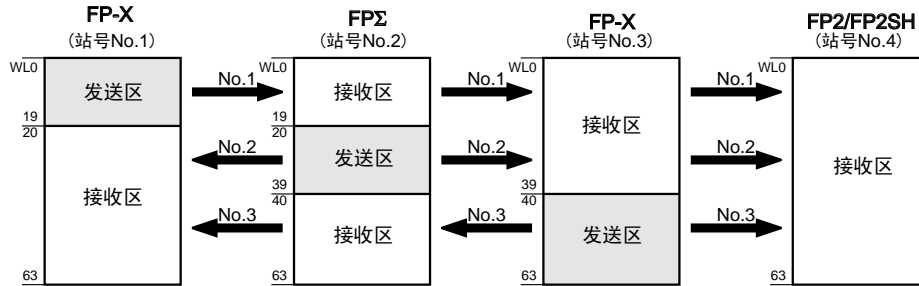 FP-X FPΣ FP-X FP2/FP2SH
(站号No.1) (站号No.2) (站号No.3) (站号No.4)
WL0 WL0 WL0 WL0
发送区 No.1 接收区 No.1 No.1
接收区
19 19
20 20
No.2 发送区 No.2 No.2 接收区
接收区
39 39
40 40
No.3 接收区 No.3 发送区 No.3
63 63 63 63